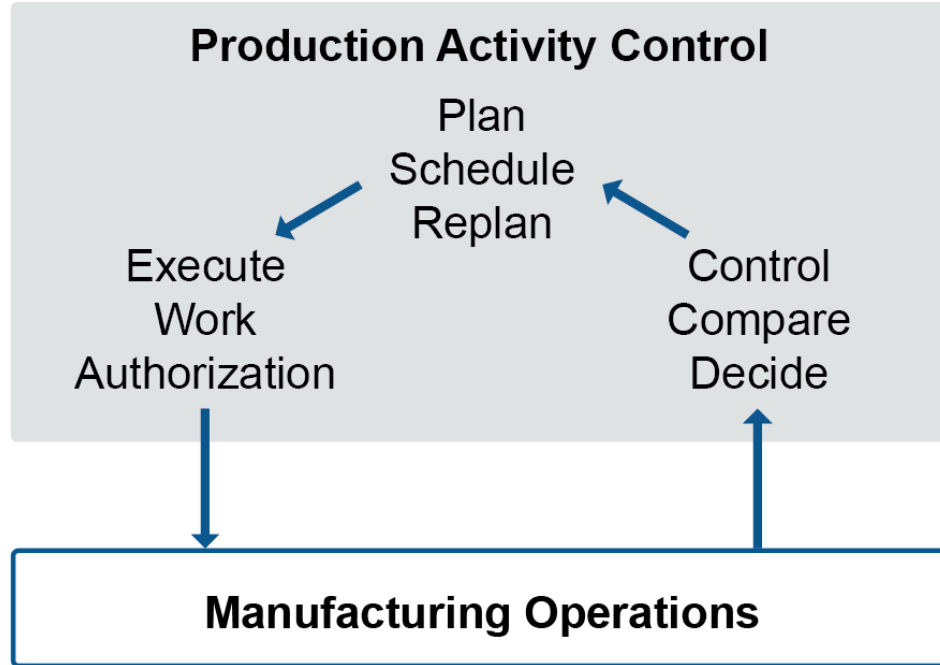 Production Activity Control
Plan
Schedule
Replan
Execute
Work
Authorization
Control
Compare
Decide
Manufacturing Operations